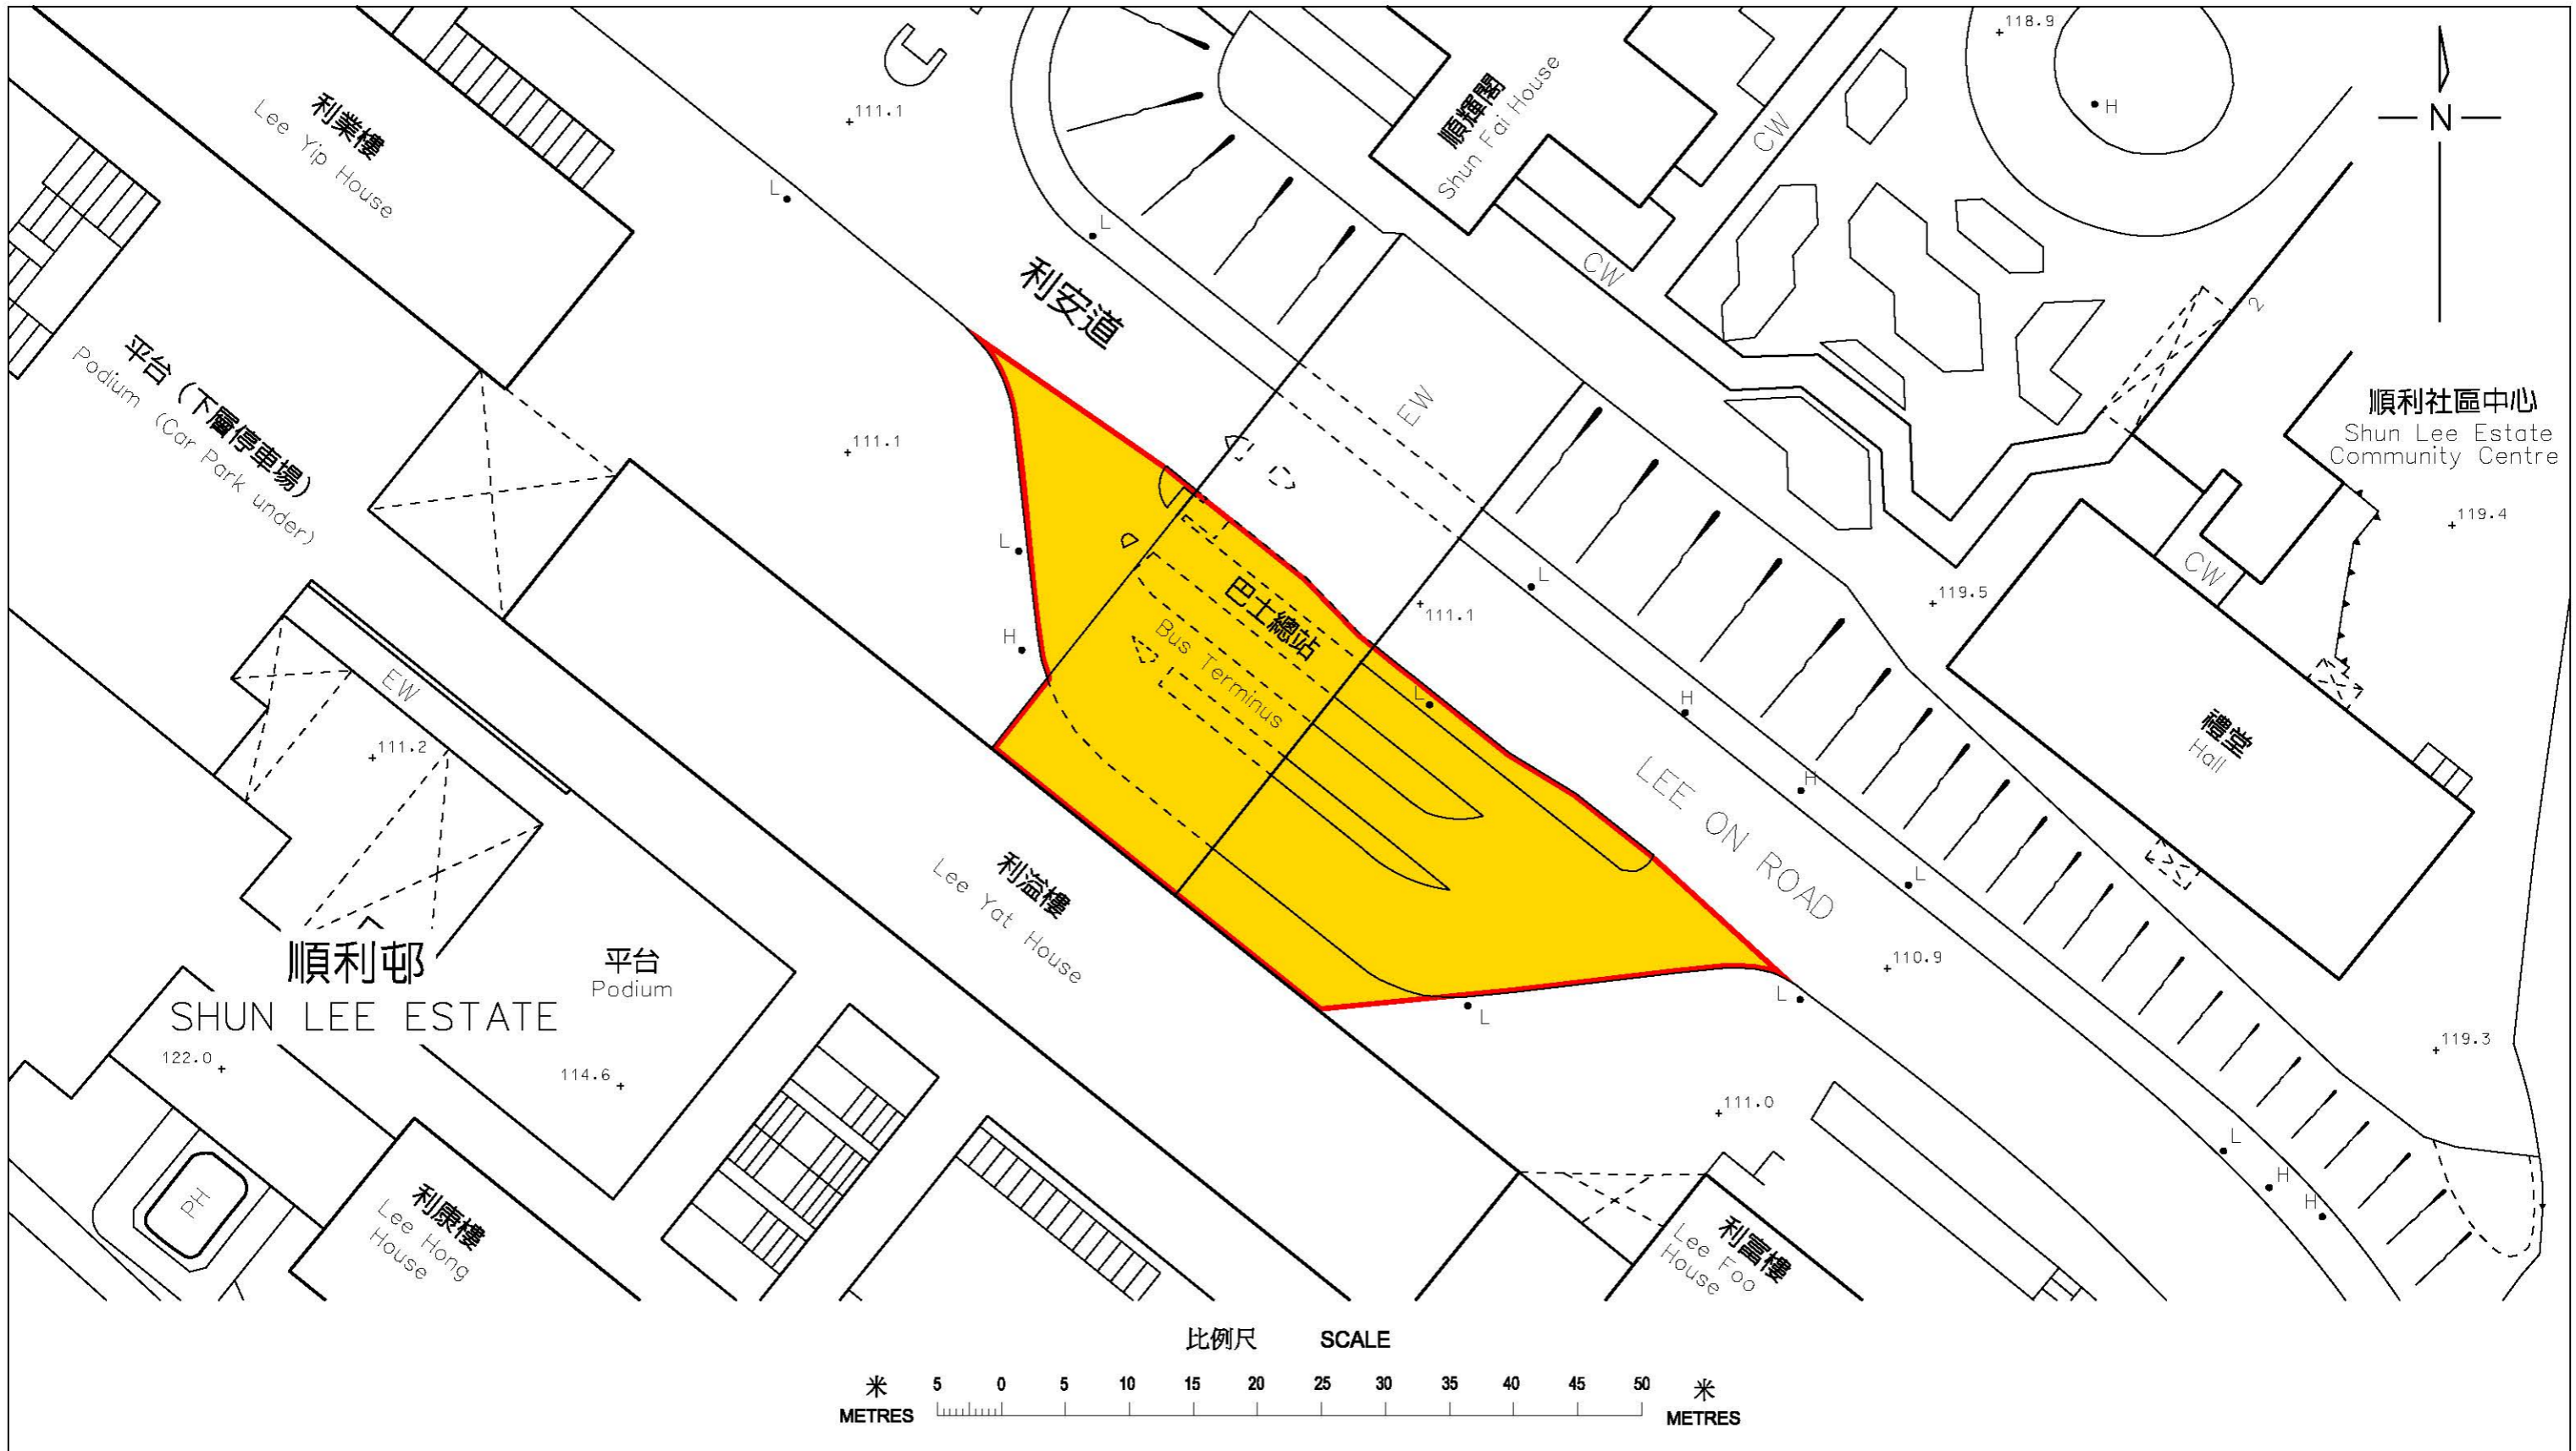 118.9
111.1
H
L
利業樓
Lee Yip House
順輝閣
Shun Fai House
CW
N
L
CW
利安道
2
平台（下層停車場）
Podium (Car Park under)
111.1
EW
順利社區中心
Shun Lee Estate
Community Centre
119.4
L
CW
L
119.5
巴士總站
Bus Terminus
111.1
H
EW
L
H
111.2
禮堂
Hall
H
LEE ON ROAD
利溢樓
Lee Yat House
L
順利邨
SHUN LEE ESTATE
平台
Podium
110.9
L
L
122.0
114.6
119.3
111.0
L
H
H
PH
利康樓
Lee Hong
House
利富樓
Lee Foo
House
比例尺 SCALE
米 5 0 5 10 15 20 25 30 35 40 45 50 米
METRES METRES